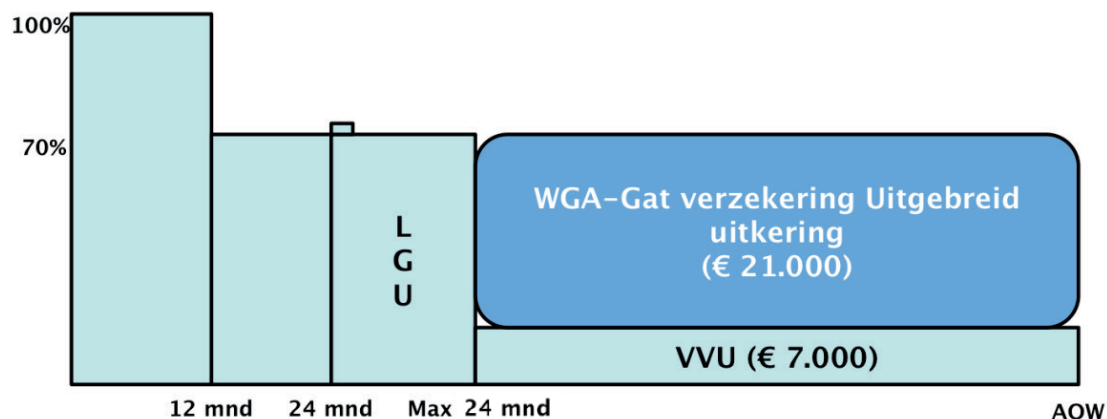 100%
70%
WGA-Gat verzekering Uitgebreid
uitkering
(€ 21.000)
L
G
U
VVU (€ 7.000)
12 mnd
24 mnd
Max 24 mnd
AOW